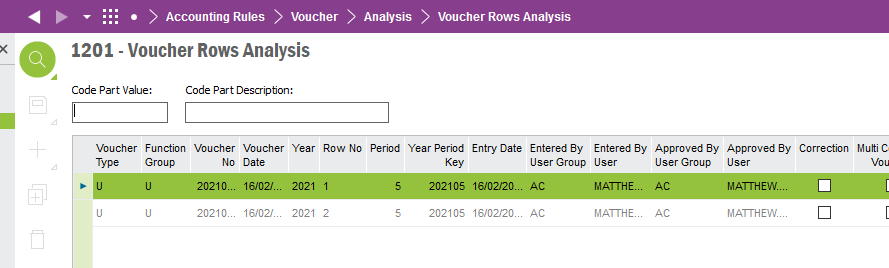 Accounting Rules Voucher Analysis Voucher Rows Analysis
1201 - Voucher Rows Analysis
Code Part Value: Code Part Description:
Voucher Type Function Group Voucher No Voucher Date Year Row No Period Year Period Key Entry Date Entered By User Group Entered By User Approved By User Group Approved By User Correction Multi C
U U 20210... 16/02/... 2021 1 5 202105 16/02/20... AC MATTHE... AC MATTHEW....
U U 20210... 16/02/... 2021 2 5 202105 16/02/20... AC MATTHE... AC MATTHEW....